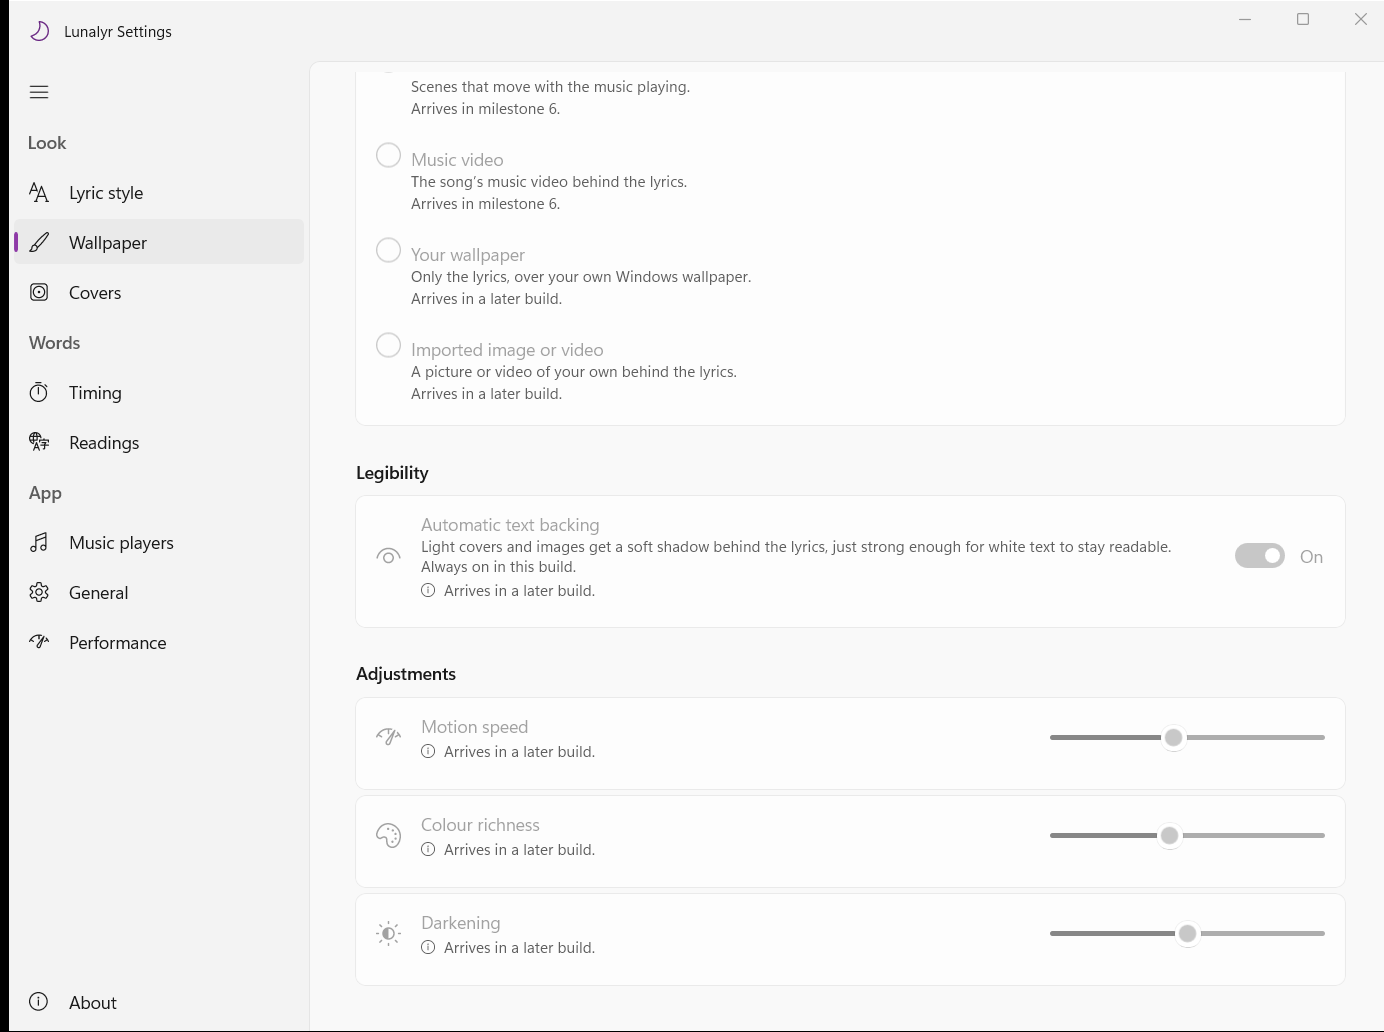 Lunalyr Settings
Look
Lyric style
Wallpaper
Covers
Words
Timing
Readings
App
Music players
General
Performance
About
Scenes that move with the music playing.
Arrives in milestone 6.
Music video
The song’s music video behind the lyrics.
Arrives in milestone 6.
Your wallpaper
Only the lyrics, over your own Windows wallpaper.
Arrives in a later build.
Imported image or video
A picture or video of your own behind the lyrics.
Arrives in a later build.
Legibility
Automatic text backing
Light covers and images get a soft shadow behind the lyrics, just strong enough for white text to stay readable.
Always on in this build.
Arrives in a later build.
On
Adjustments
Motion speed
Arrives in a later build.
Colour richness
Arrives in a later build.
Darkening
Arrives in a later build.